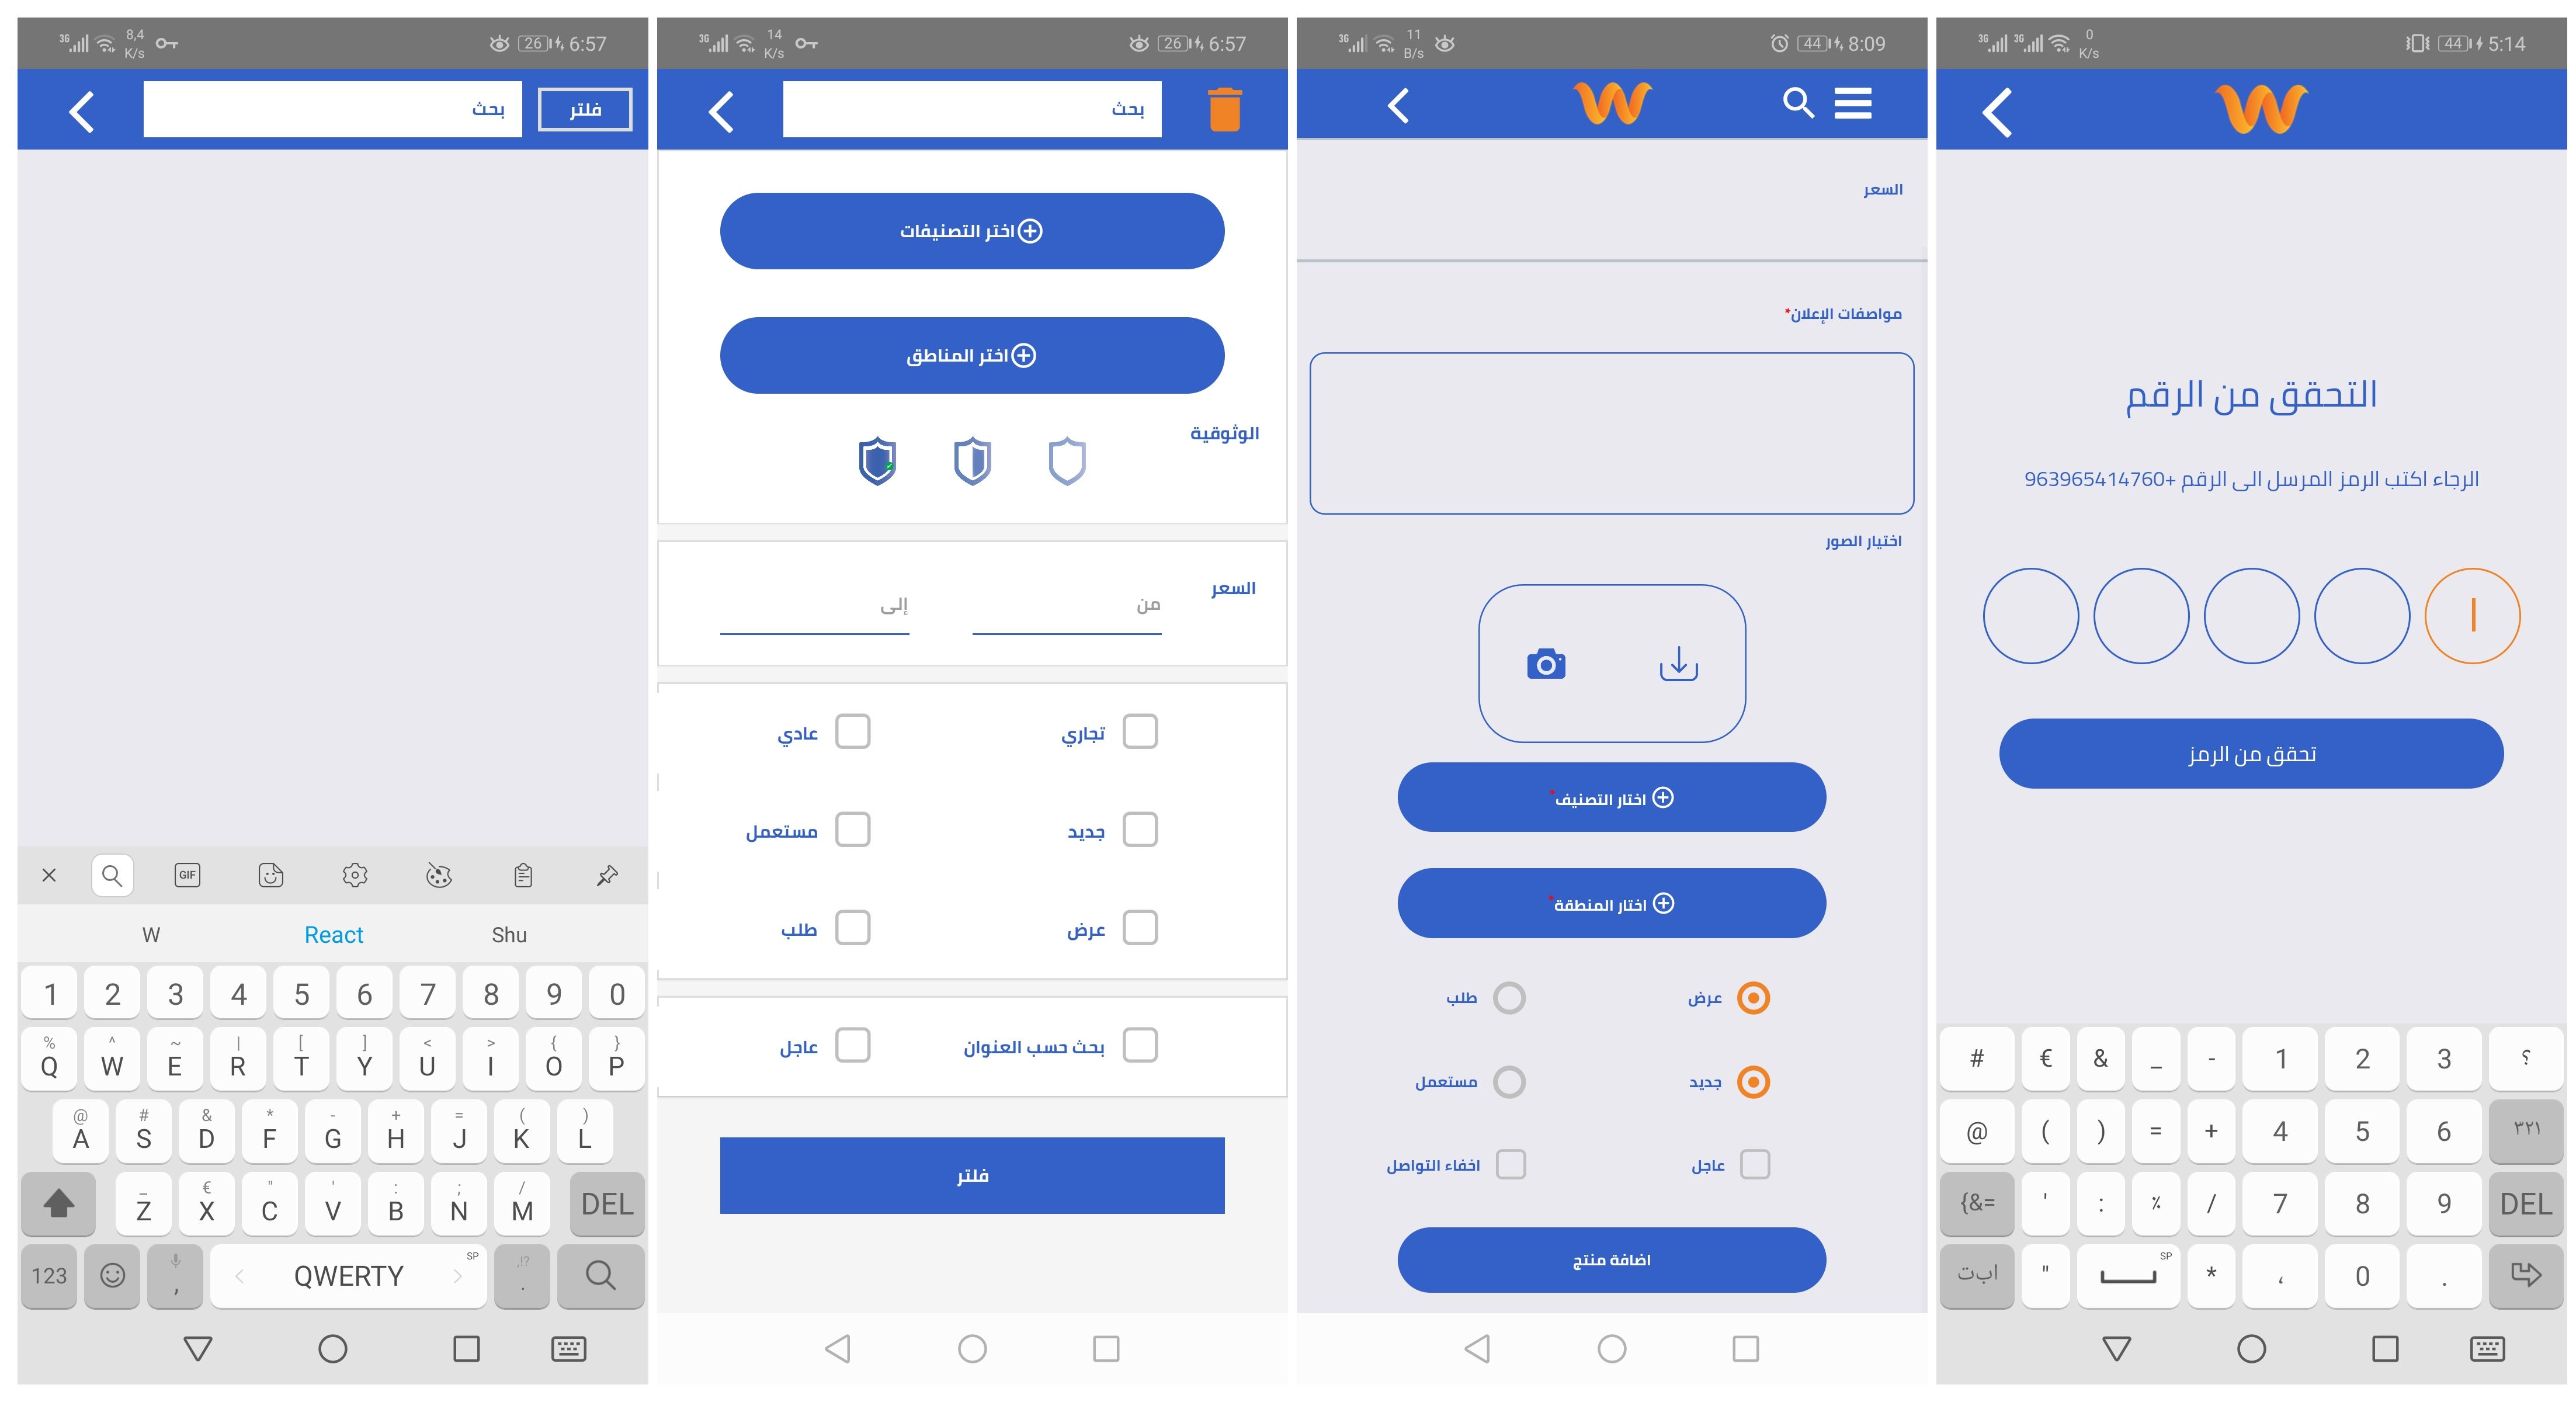 3G 8,4 K/s 26 6:57
بحث فلتر
W React Shu
GIF
1 2 3 4 5 6 7 8 9 0
% ^ ~ | [ ] < > { }
Q W E R T Y U I O P
@ # & * - + = ( )
A S D F G H J K L
_ € " ' : ; /
Z X C V B N M DEL
123 , QWERTY SP ,!? .
3G 14 K/s 26 6:57
بحث
اختر التصنيفات
اختر المناطق
الوثوقية
السعر
من إلى
تجاري عادي
جديد مستعمل
عرض طلب
بحث حسب العنوان عاجل
فلتر
3G 11 B/s 44 8:09
السعر
مواصفات الإعلان*
اختيار الصور
اختار التصنيف*
اختار المنطقة*
عرض طلب
جديد مستعمل
عاجل اخفاء التواصل
اضافة منتج
3G 3G 0 K/s 44 5:14
التحقق من الرقم
الرجاء اكتب الرمز المرسل الى الرقم +963965414760
تحقق من الرمز
# € & _ - 1 2 3 ؟
@ ( ) = + 4 5 6 ٣٢١
{&= ' : ٪ / 7 8 9 DEL
ا ب ت " SP * ، 0 .